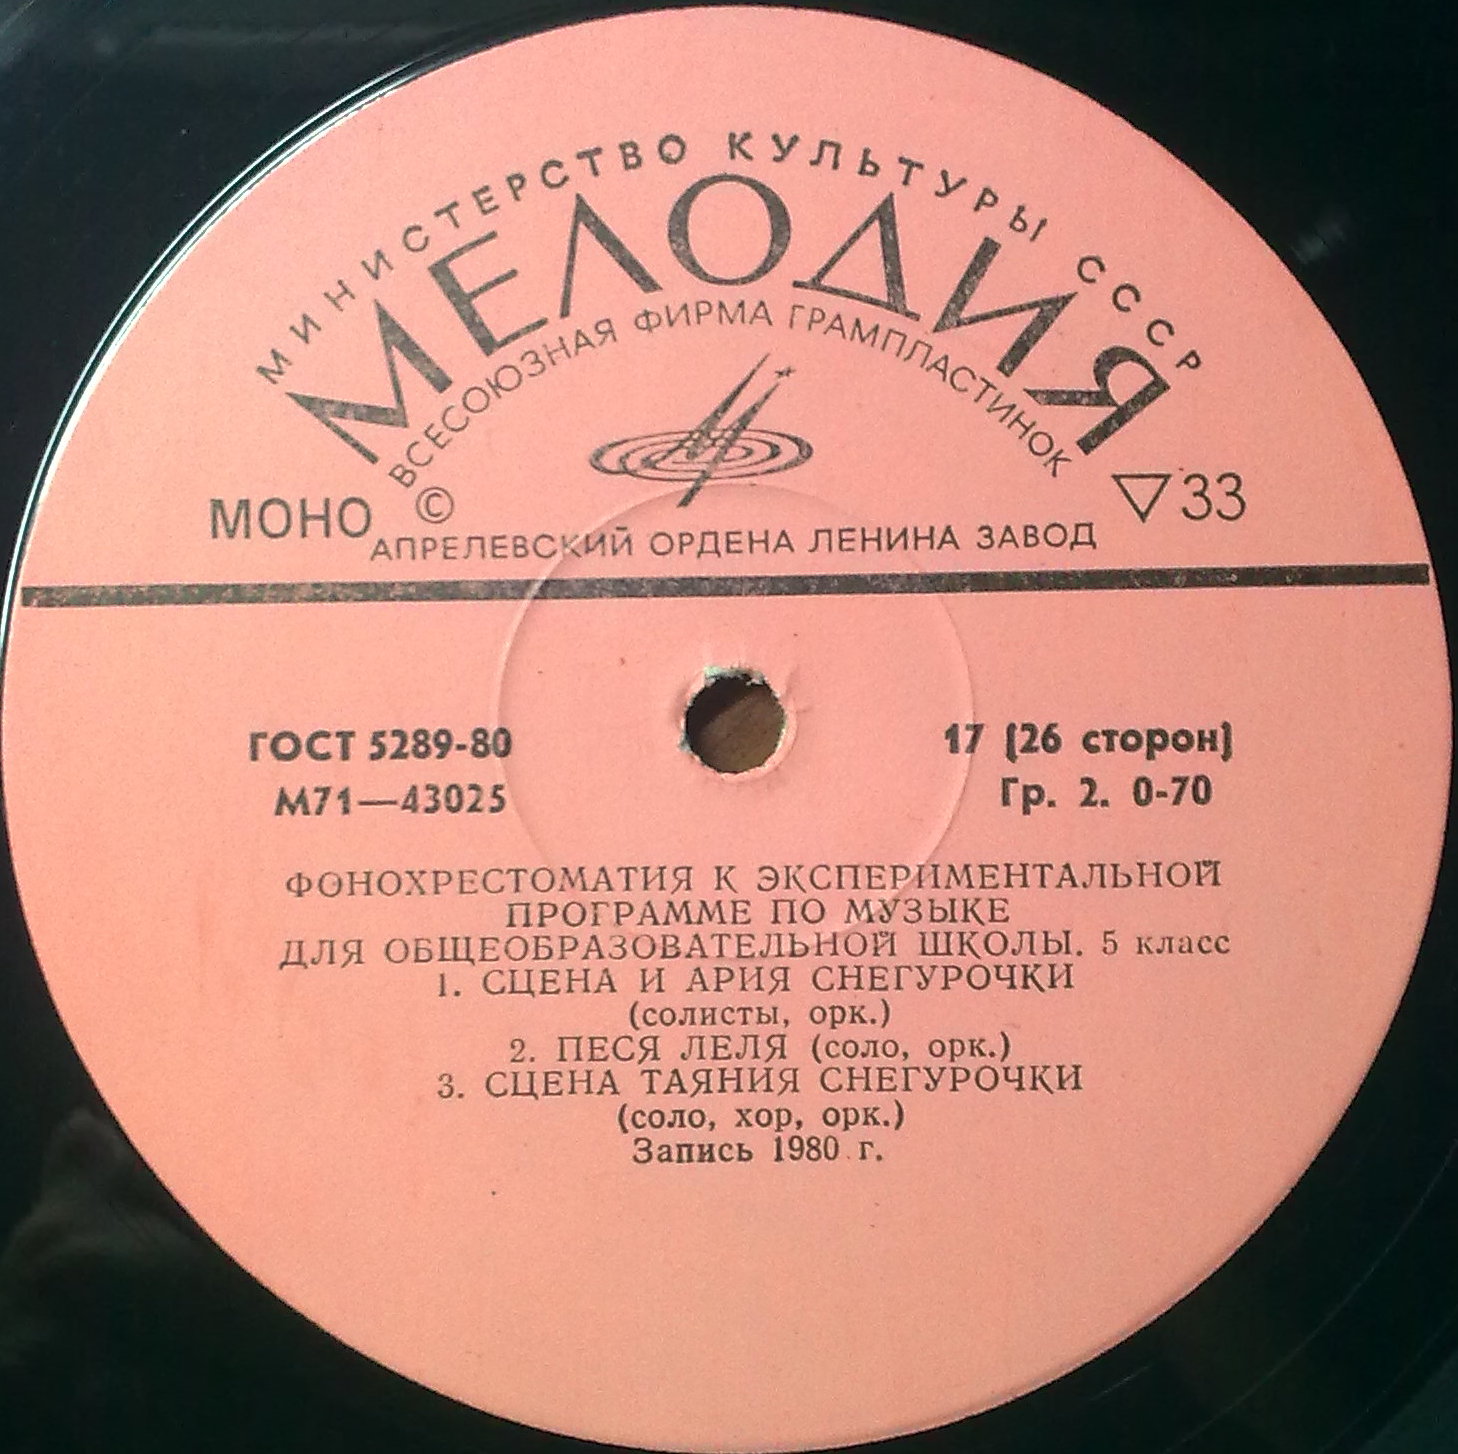 МИНИСТЕРСТВО КУЛЬТУРЫ СССР
МЕЛОДИЯ
ВСЕСОЮЗНАЯ ФИРМА ГРАМПЛАСТИНОК
МОНО © ▽33
АПРЕЛЕВСКИЙ ОРДЕНА ЛЕНИНА ЗАВОД
ГОСТ 5289-80 17 (26 сторон)
М71—43025 Гр. 2. 0-70
ФОНОХРЕСТОМАТИЯ К ЭКСПЕРИМЕНТАЛЬНОЙ
ПРОГРАММЕ ПО МУЗЫКЕ
ДЛЯ ОБЩЕОБРАЗОВАТЕЛЬНОЙ ШКОЛЫ. 5 класс
1. СЦЕНА И АРИЯ СНЕГУРОЧКИ
(солисты, орк.)
2. ПЕСЯ ЛЕЛЯ (соло, орк.)
3. СЦЕНА ТАЯНИЯ СНЕГУРОЧКИ
(соло, хор, орк.)
Запись 1980 г.